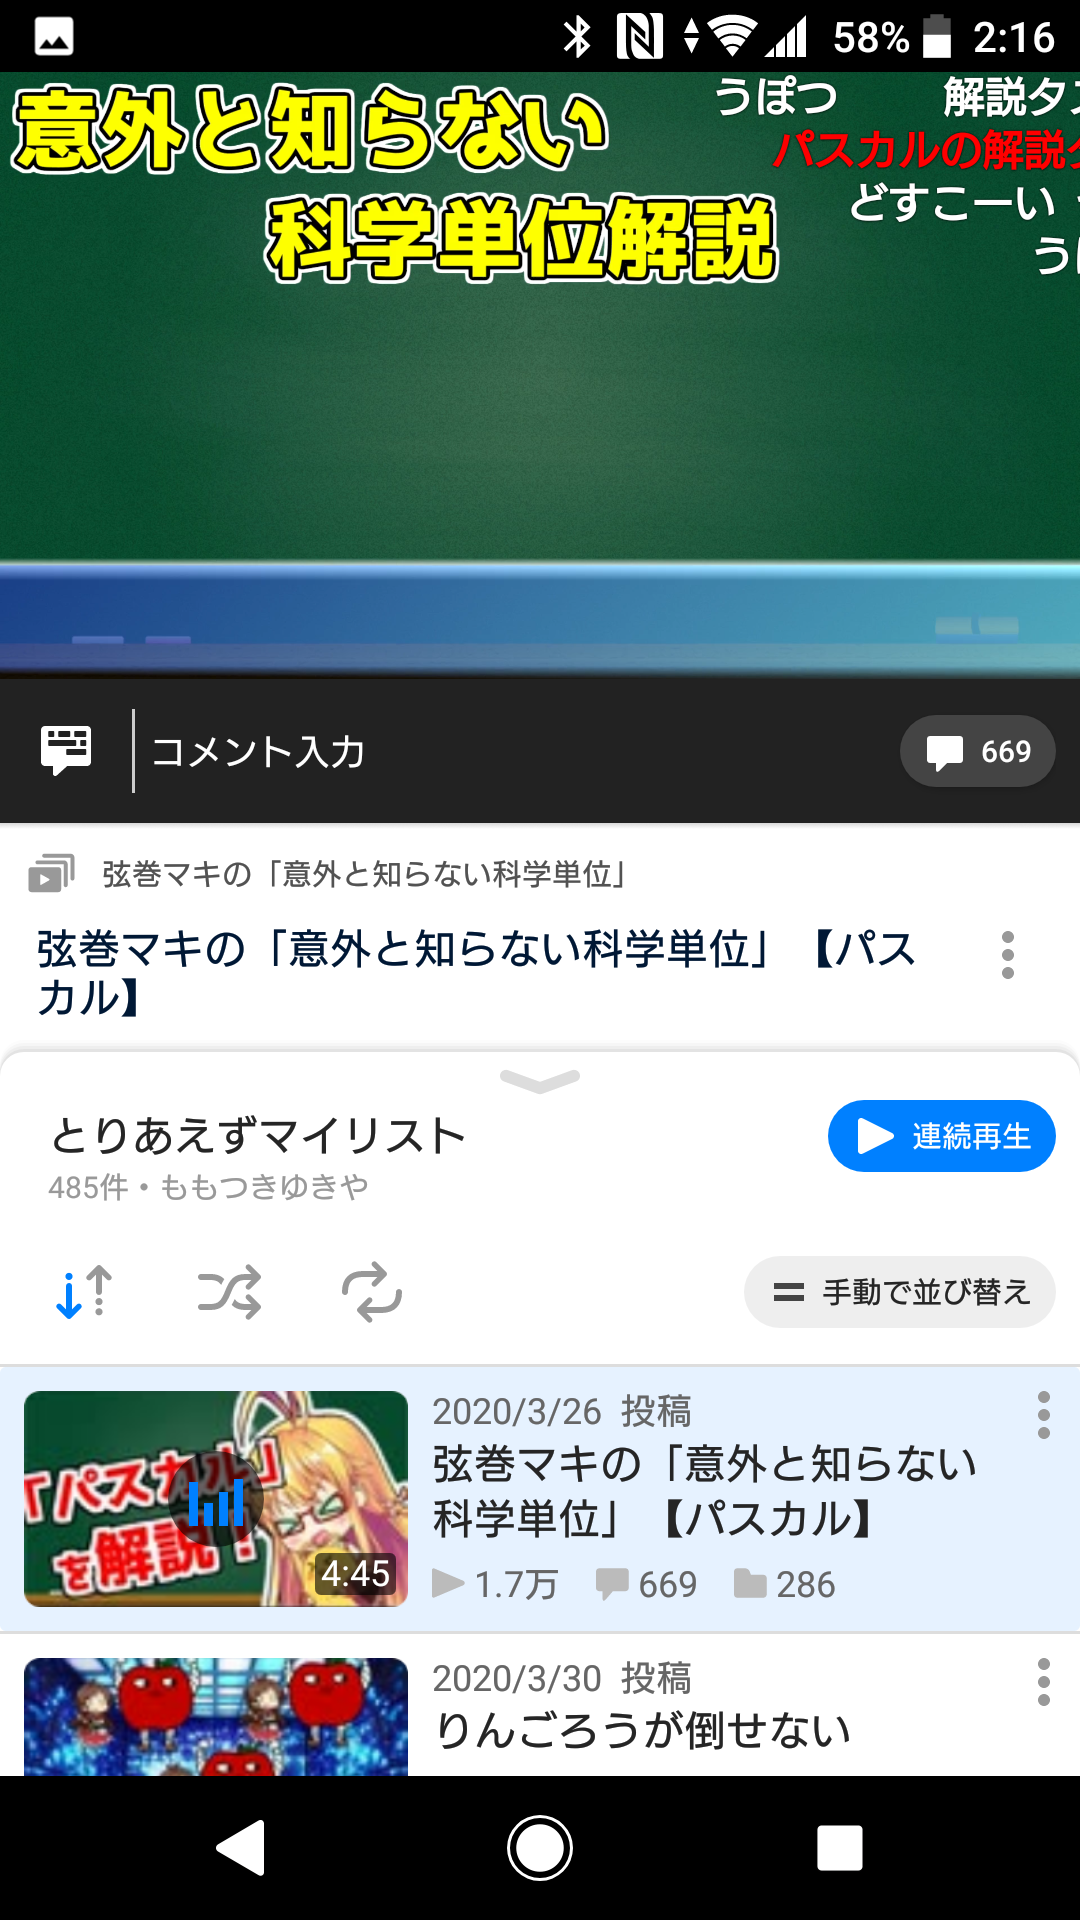 58% 2:16
意外と知らない
科学単位解説
うぽつ
解説タ
パスカルの解説
どすこーい
う
コメント入力
669
弦巻マキの「意外と知らない科学単位」
弦巻マキの「意外と知らない科学単位」【パス
カル】
とりあえずマイリスト
連続再生
485件・ももつきゆきや
手動で並び替え
「パスカル」
を解説！
4:45
2020/3/26 投稿
弦巻マキの「意外と知らない
科学単位」【パスカル】
1.7万 669 286
2020/3/30 投稿
りんごろうが倒せない